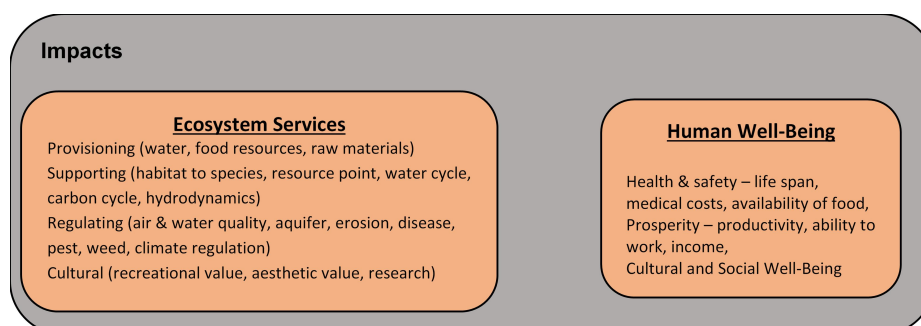 Impacts
Ecosystem Services
Provisioning (water, food resources, raw materials)
Supporting (habitat to species, resource point, water cycle,
carbon cycle, hydrodynamics)
Regulating (air & water quality, aquifer, erosion, disease,
pest, weed, climate regulation)
Cultural (recreational value, aesthetic value, research)
Human Well-Being
Health & safety – life span,
medical costs, availability of food,
Prosperity – productivity, ability to
work, income,
Cultural and Social Well-Being